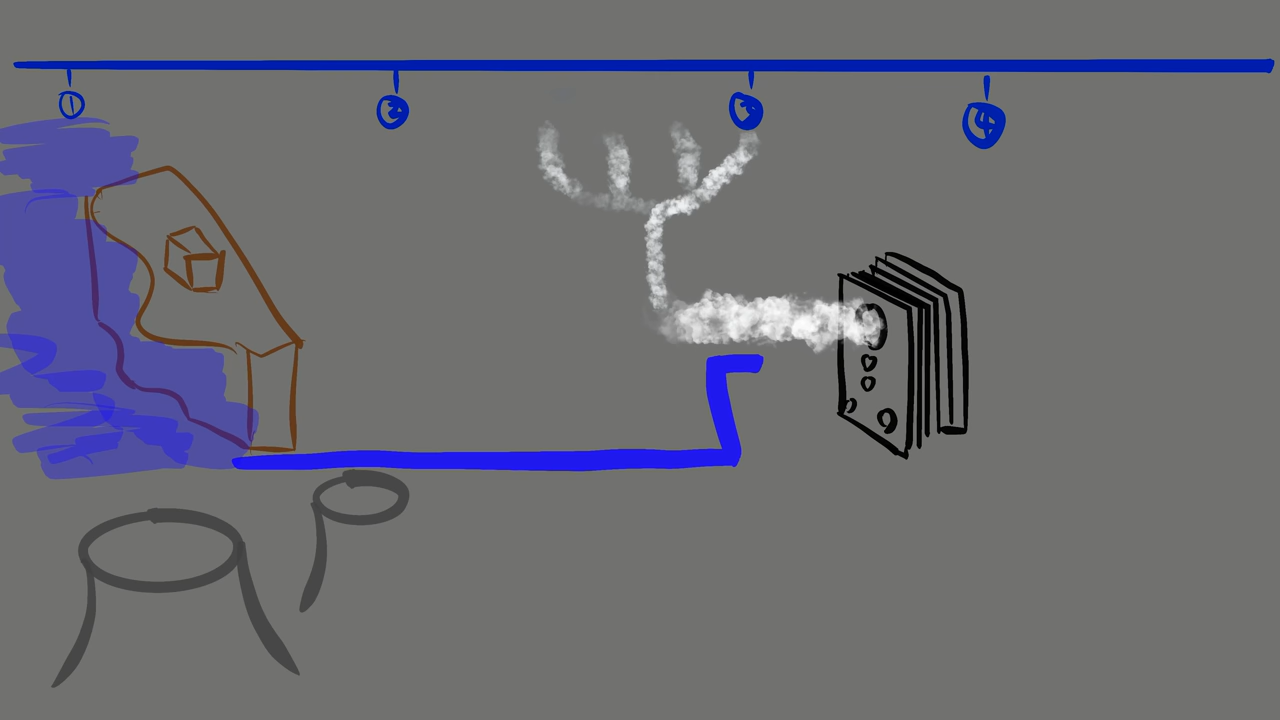 ① ② ③ ④